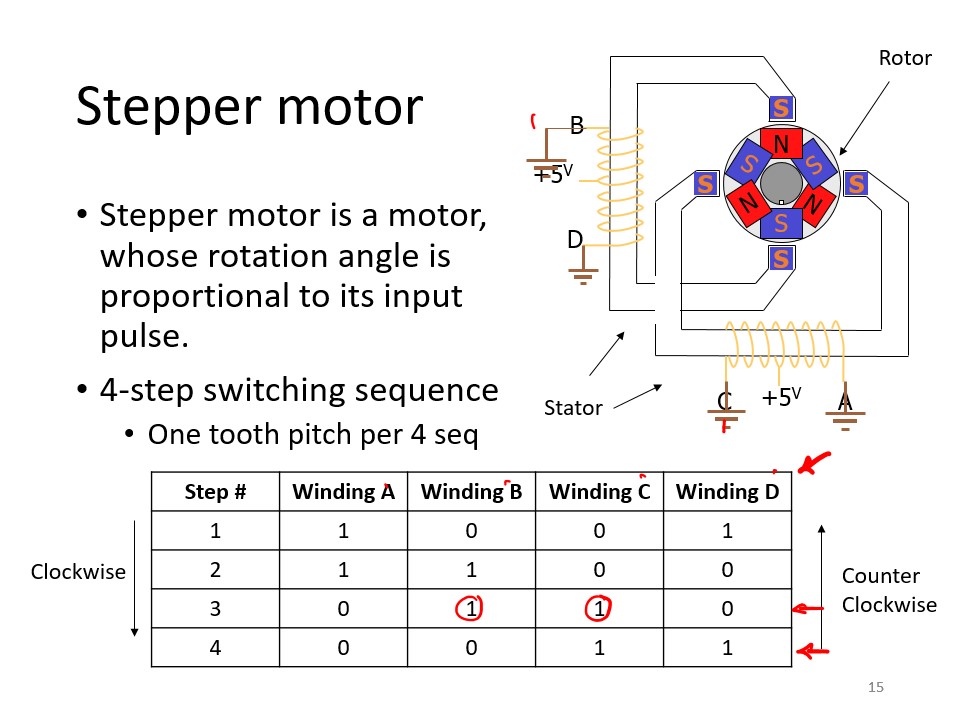 Stepper motor
Rotor
• Stepper motor is a motor,
whose rotation angle is
proportional to its input
pulse.
• 4-step switching sequence
• One tooth pitch per 4 seq
B
+5V
D
S
N
S
S
S
S
N
N
S
S
Stator
C
+5V
A
Step # Winding A Winding B Winding C Winding D
1 1 0 0 1
2 1 1 0 0
3 0 1 1 0
4 0 0 1 1
Clockwise
Counter
Clockwise
15